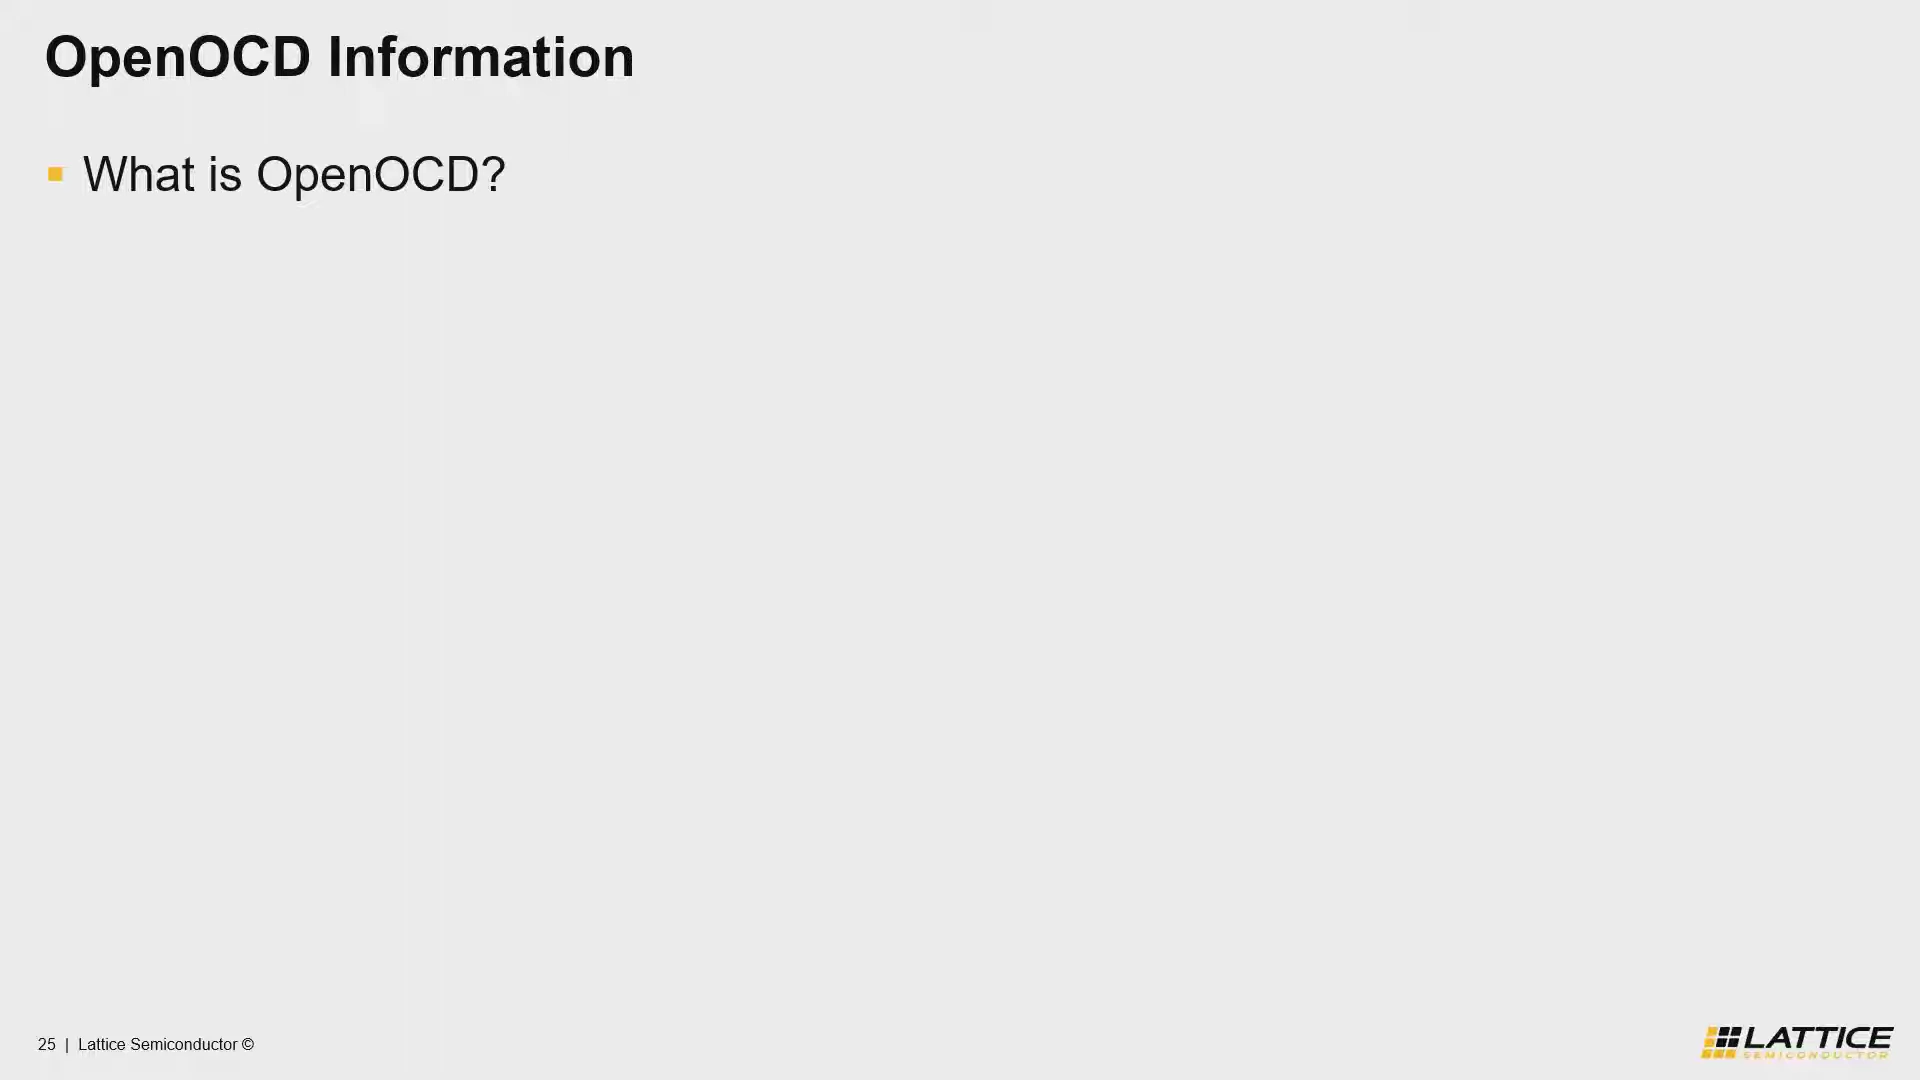 OpenOCD Information
What is OpenOCD?
25 | Lattice Semiconductor ©
LATTICE
SEMICONDUCTOR